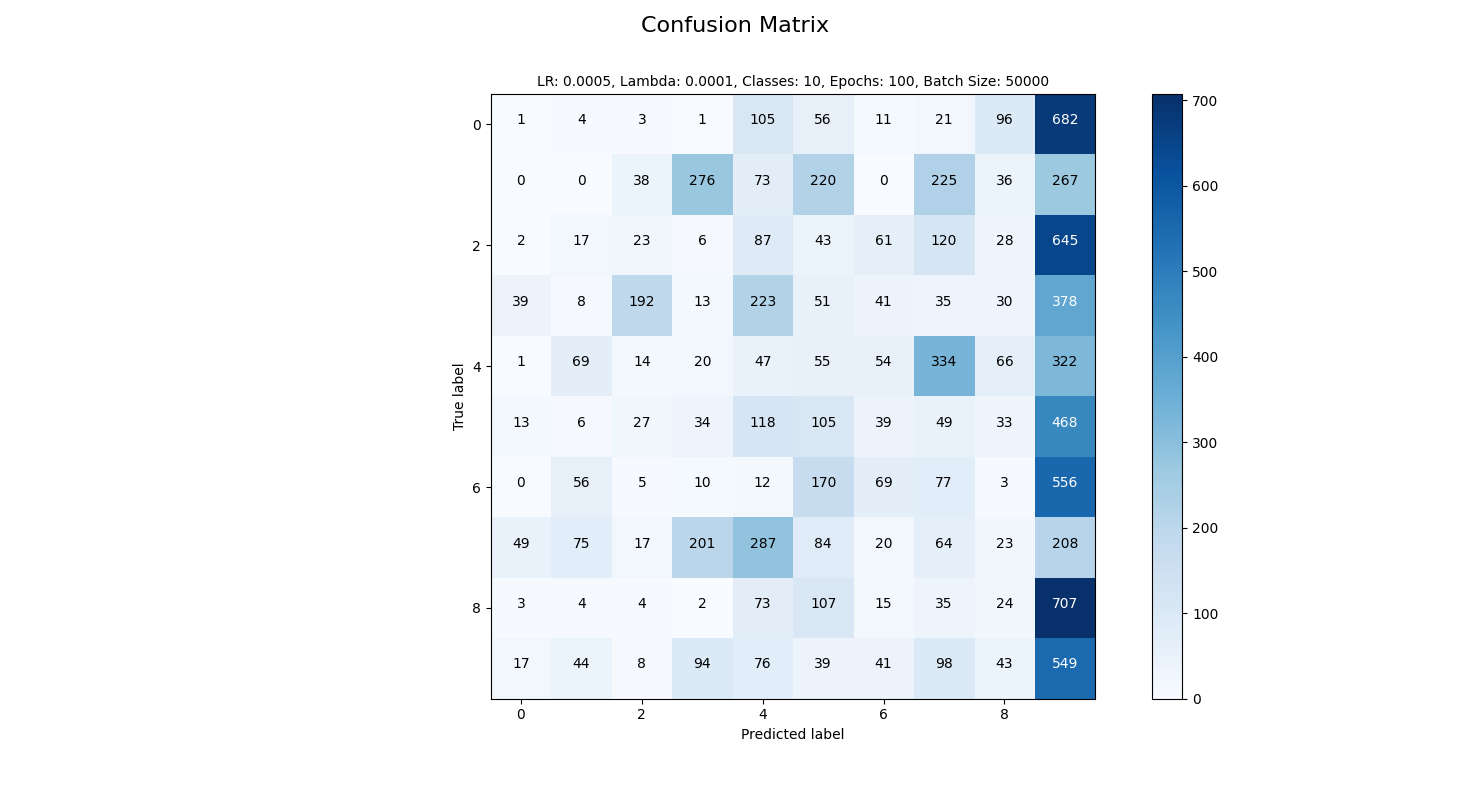 Confusion Matrix
LR: 0.0005, Lambda: 0.0001, Classes: 10, Epochs: 100, Batch Size: 50000
0 1 4 3 1 105 56 11 21 96 682
0 0 38 276 73 220 0 225 36 267
2 2 17 23 6 87 43 61 120 28 645
39 8 192 13 223 51 41 35 30 378
4 1 69 14 20 47 55 54 334 66 322
13 6 27 34 118 105 39 49 33 468
6 0 56 5 10 12 170 69 77 3 556
49 75 17 201 287 84 20 64 23 208
8 3 4 4 2 73 107 15 35 24 707
17 44 8 94 76 39 41 98 43 549
0 2 4 6 8
True label
Predicted label
700
600
500
400
300
200
100
0